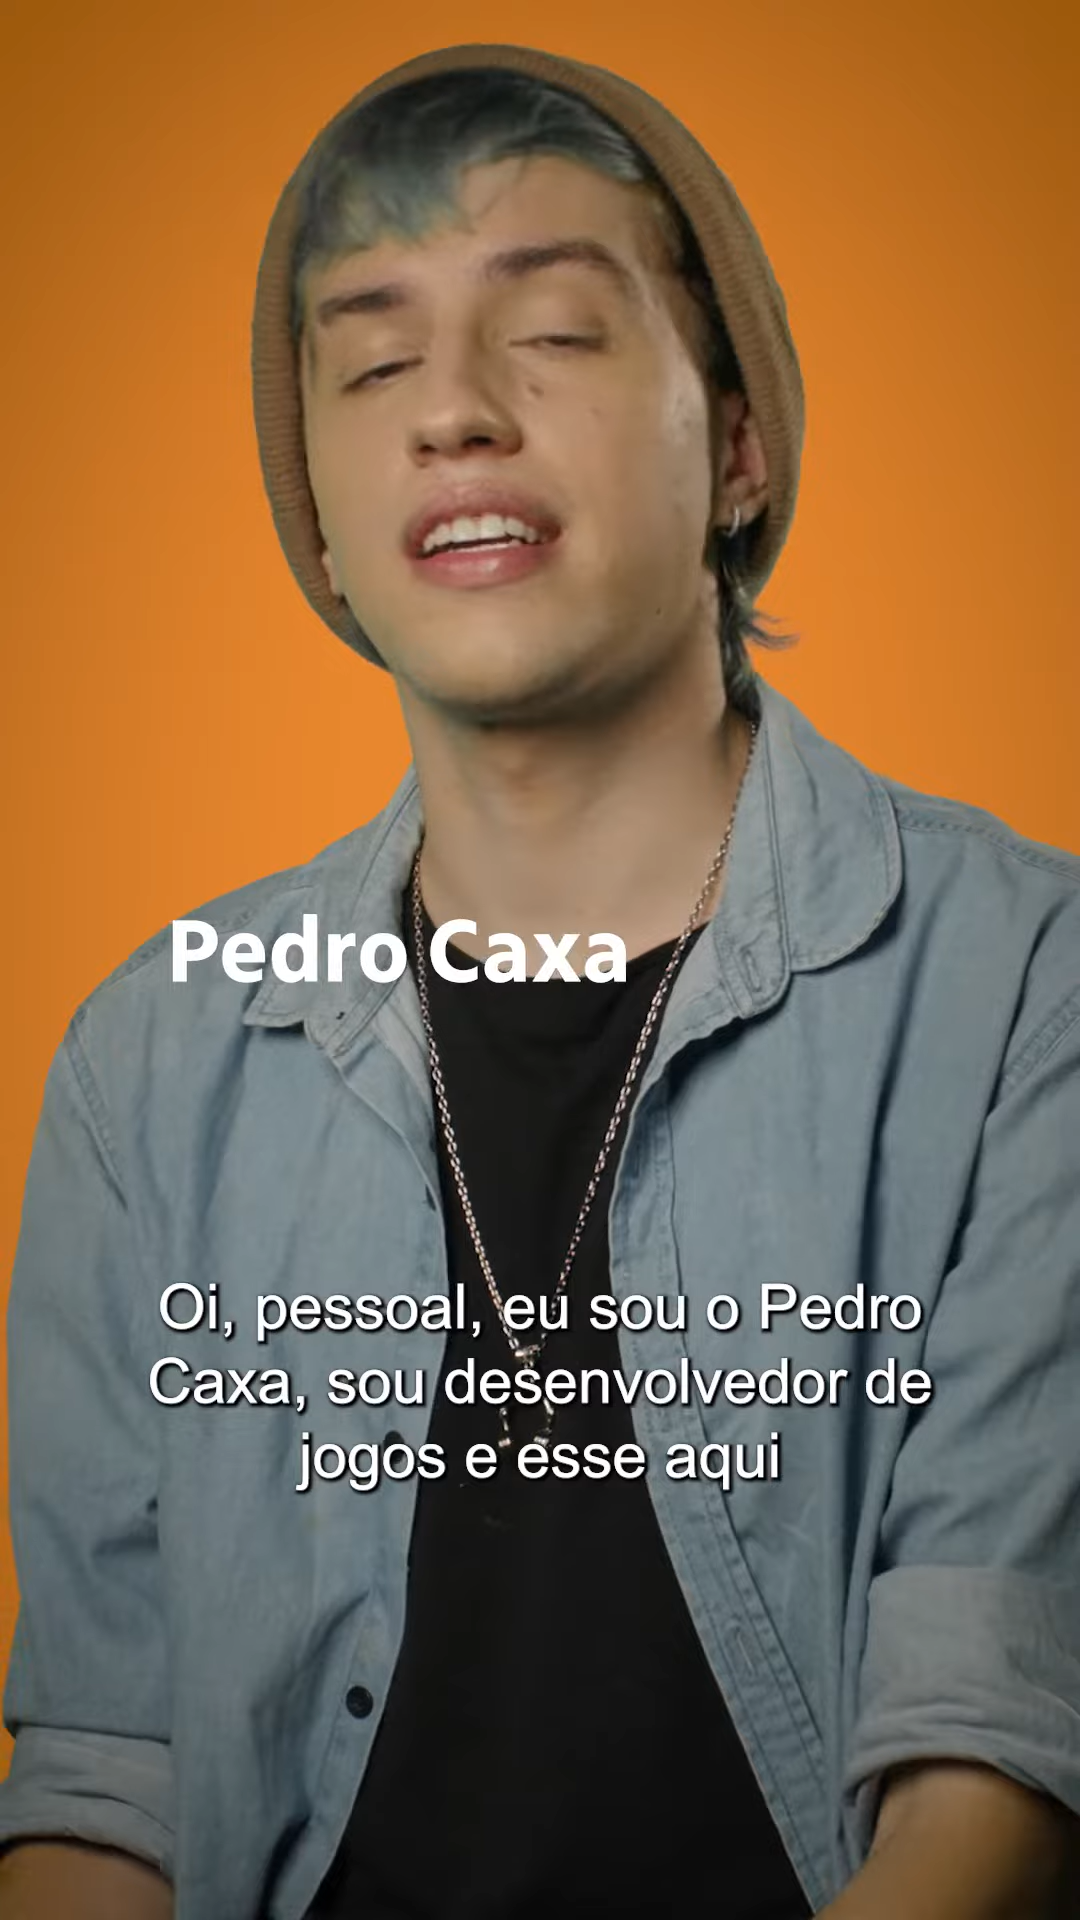 Pedro Caxa
Oi, pessoal, eu sou o Pedro
Caxa, sou desenvolvedor de
jogos e esse aqui